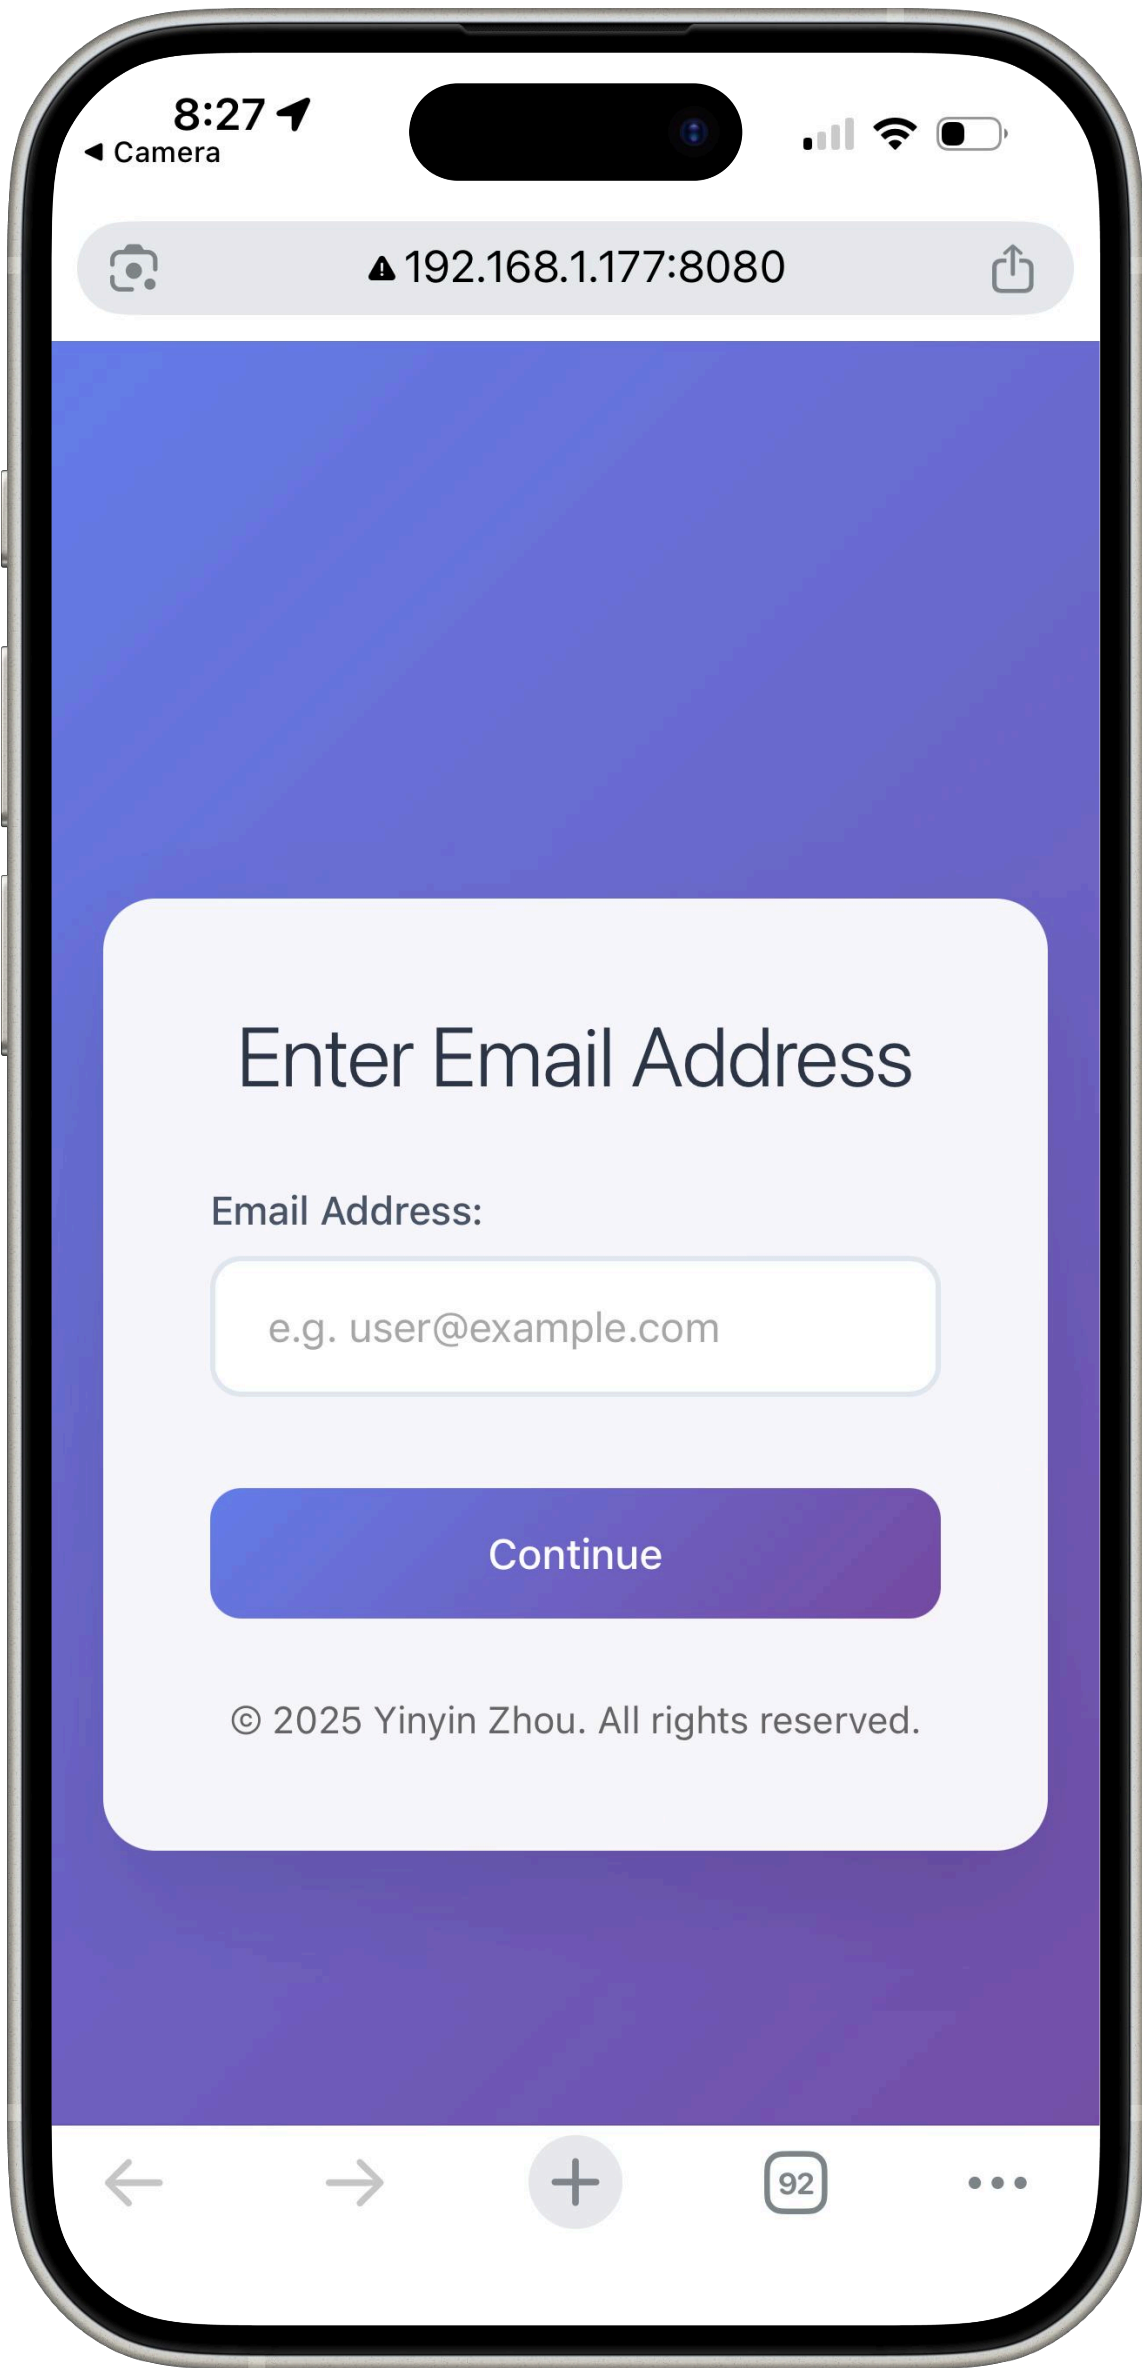 8:27
Camera
192.168.1.177:8080
Enter Email Address
Email Address:
e.g. user@example.com
Continue
© 2025 Yinyin Zhou. All rights reserved.
92